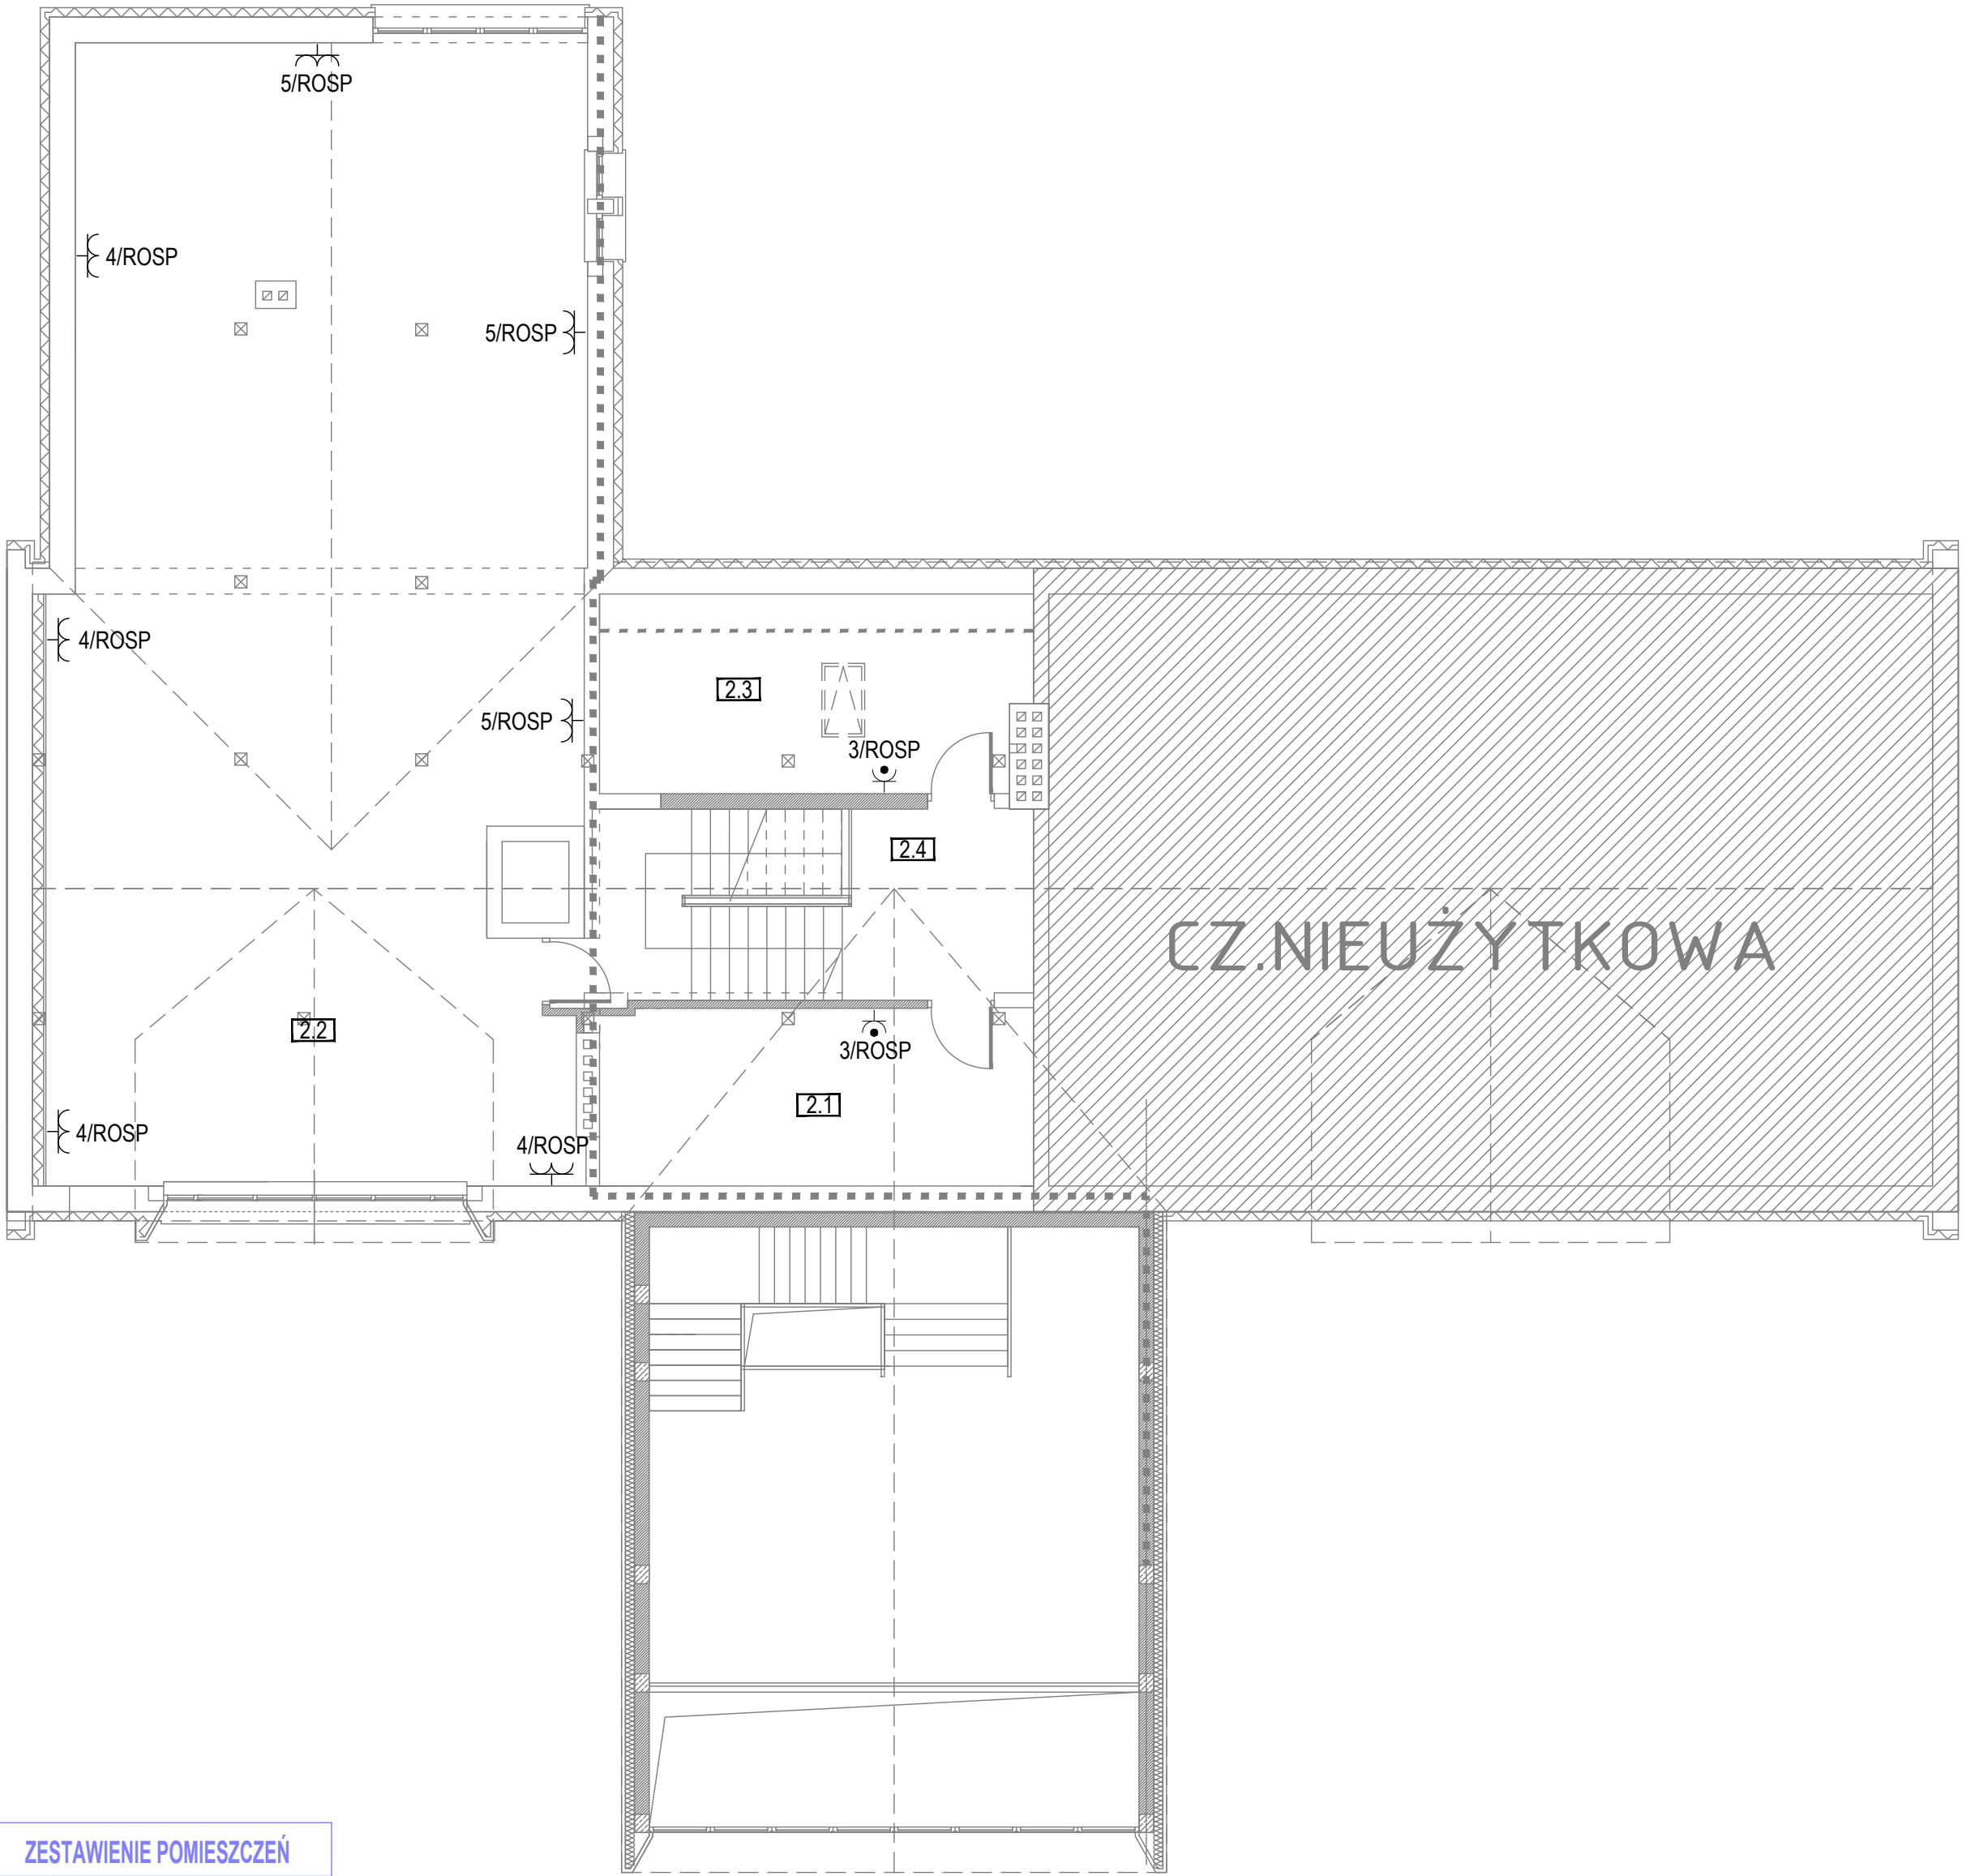 5/ROSP
4/ROSP
5/ROSP
4/ROSP
2.3
5/ROSP
3/ROSP
2.4
CZ.NIEUŻYTKOWA
2.2
3/ROSP
2.1
4/ROSP
4/ROSP
ZESTAWIENIE POMIESZCZEŃ